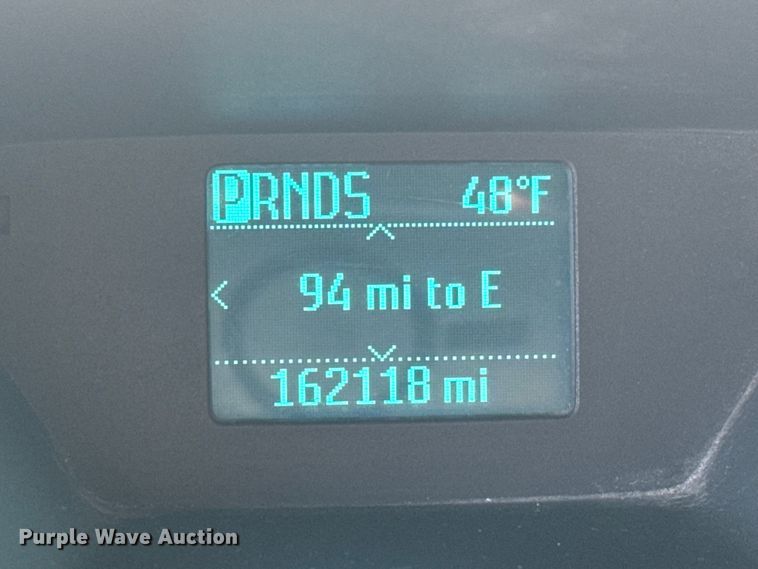 PRNDS 48°F
94 mi to E
162118 mi
Purple Wave Auction